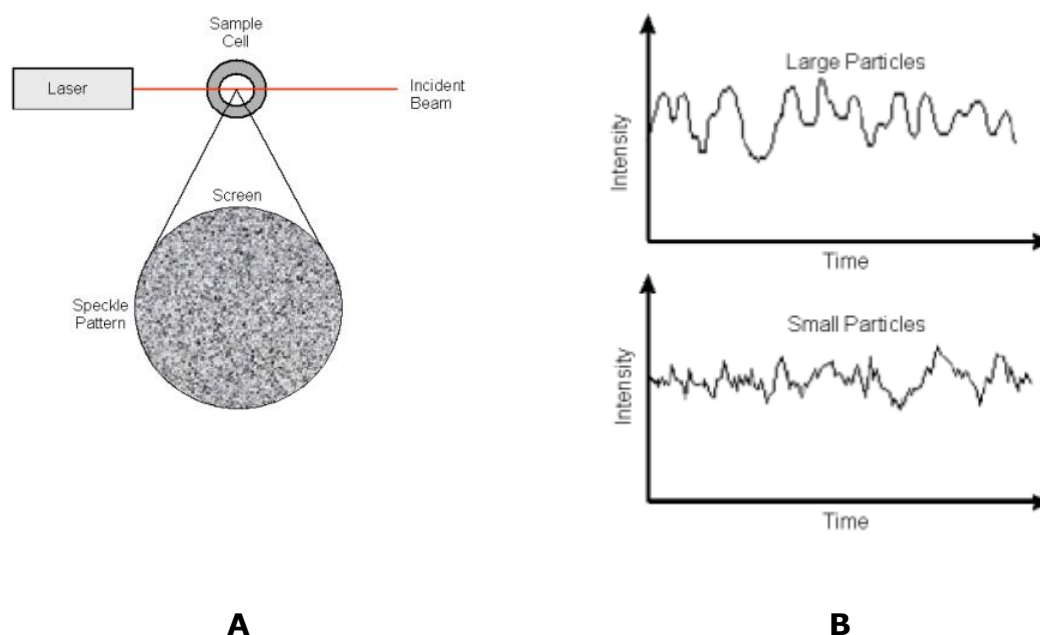 Sample
Cell
Laser
Incident
Beam
Screen
Speckle
Pattern
A
Large Particles
Intensity
Time
Small Particles
Intensity
Time
B